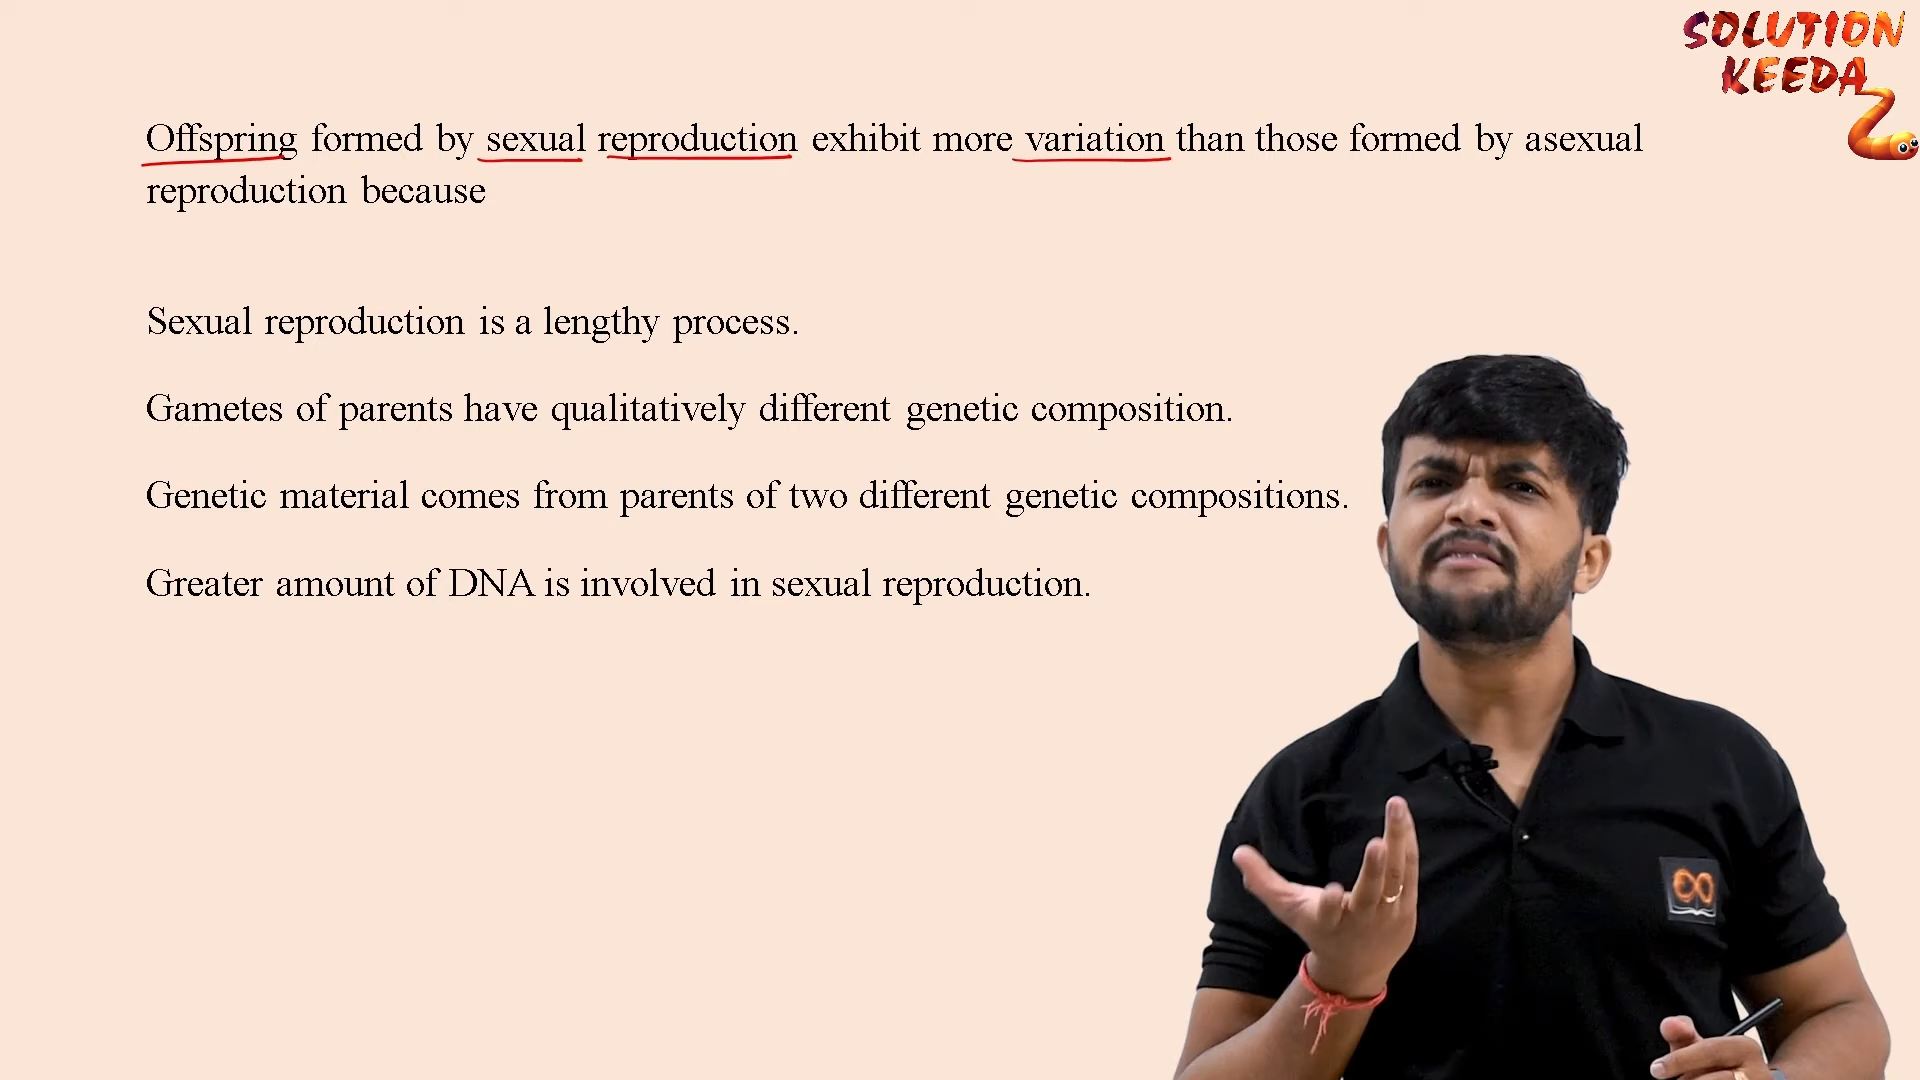 SOLUTION
KEEDA
Offspring formed by sexual reproduction exhibit more variation than those formed by asexual
reproduction because
Sexual reproduction is a lengthy process.
Gametes of parents have qualitatively different genetic composition.
Genetic material comes from parents of two different genetic compositions.
Greater amount of DNA is involved in sexual reproduction.